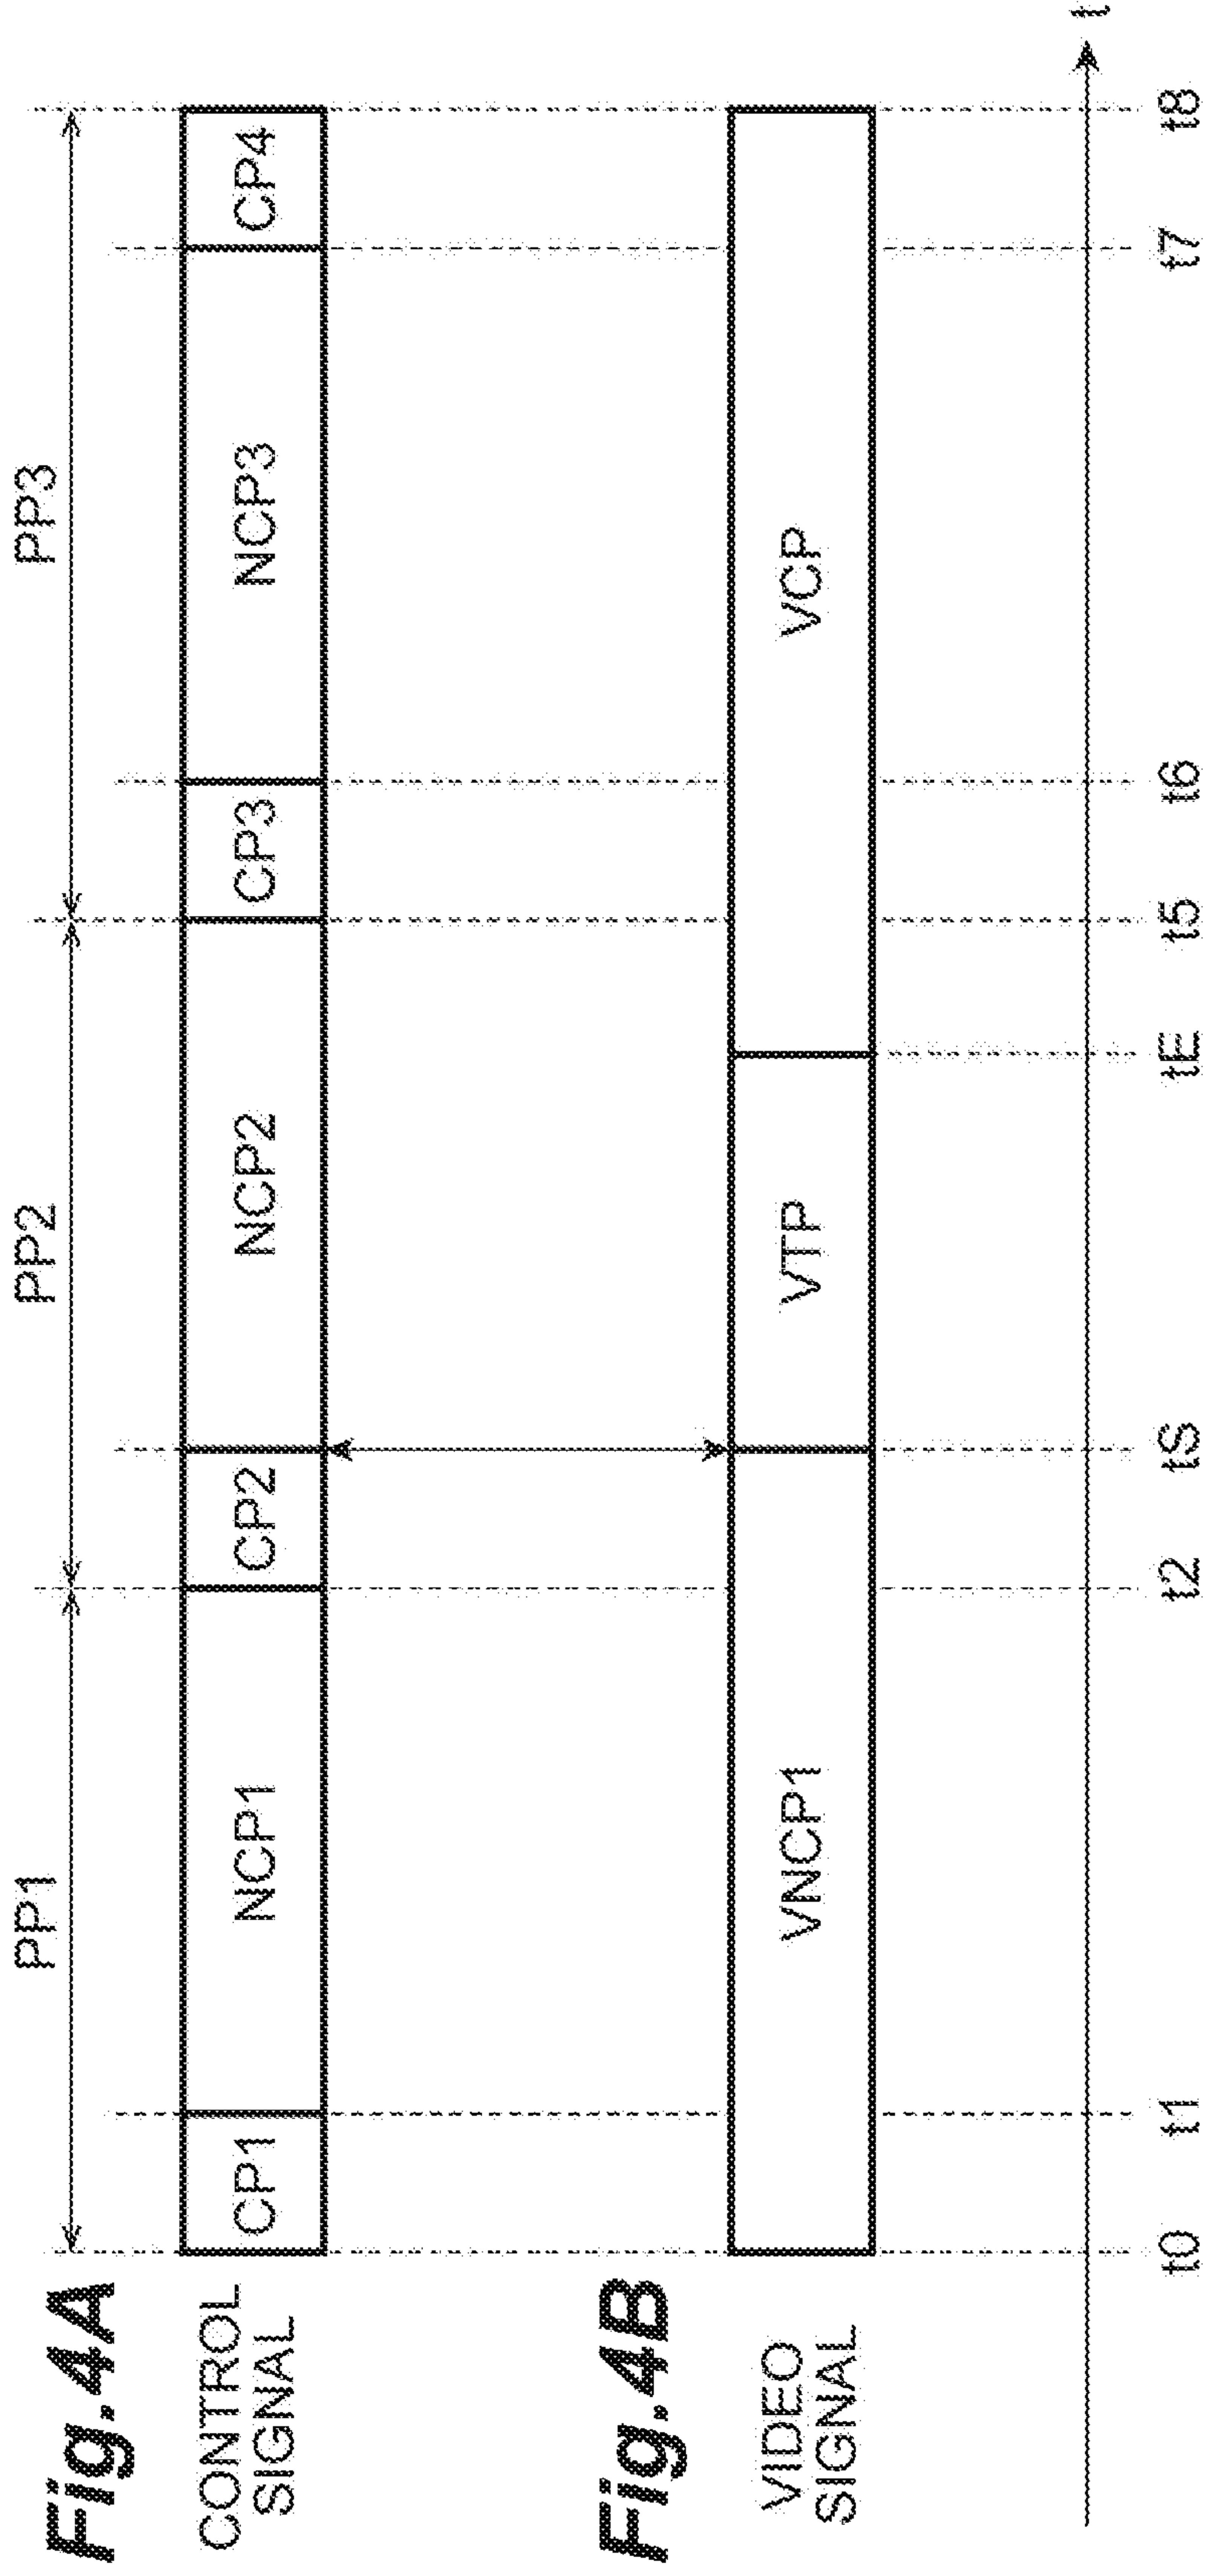 Fig.4A
PP1
PP2
PP3
CONTROL
SIGNAL
CP1
NCP1
CP2
NCP2
CP3
NCP3
CP4
Fig.4B
VIDEO
SIGNAL
VNCP1
VTP
VCP
t
t0
t1
t2
tS
tE
t5
t6
t7
t8